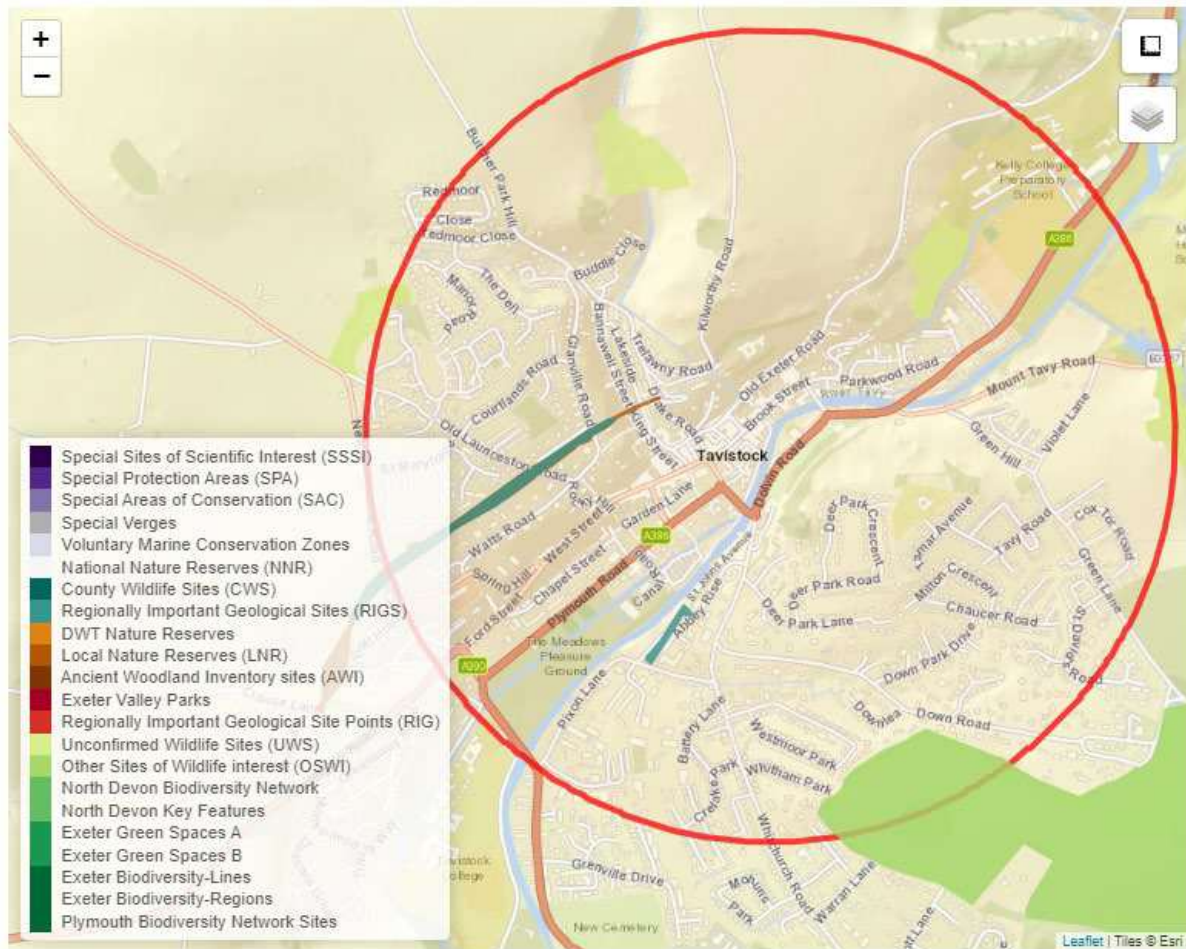 +
−
Butcher Park Hill
Kelly College
Preparatory
School
Redmoor
Close
Tedmoor Close
A386
Buddle Close
The Dell
Manor
Road
Kilworthy Road
Bannawell Street
Lakeside
Trelawny Road
Glanville Road
Old Exeter Road
Parkwood Road
Mount Tavy Road
Courtlands Road
Brook Street
River Tavy
Drake Road
King Street
Violet Lane
Green Hill
Old Launceston Road
Tavistock
Dolvin Road
Garden Lane
West Street
Watts Road
Deer Park
Crescent
Tavy Road
Cox Tor Road
A386
Chapel Street
Spring Hill
Plymouth Road
Canal Road
St Johns Avenue
Abbey Rise
Deer Park Road
Milton Crescent
Green Lane
Chaucer Road
Ford Street
Deer Park Lane
St David's Road
The Meadows
Pleasure
Ground
A390
Down Park Drive
Pixon Lane
Downlea
Down Road
Battery Lane
Westmoor Park
Whitham Park
Crelake Park
Whitchurch Road
Grenville Drive
Mohuns
Park
Warran Lane
New Cemetery
Special Sites of Scientific Interest (SSSI)
Special Protection Areas (SPA)
Special Areas of Conservation (SAC)
Special Verges
Voluntary Marine Conservation Zones
National Nature Reserves (NNR)
County Wildlife Sites (CWS)
Regionally Important Geological Sites (RIGS)
DWT Nature Reserves
Local Nature Reserves (LNR)
Ancient Woodland Inventory sites (AWI)
Exeter Valley Parks
Regionally Important Geological Site Points (RIG)
Unconfirmed Wildlife Sites (UWS)
Other Sites of Wildlife interest (OSWI)
North Devon Biodiversity Network
North Devon Key Features
Exeter Green Spaces A
Exeter Green Spaces B
Exeter Biodiversity-Lines
Exeter Biodiversity-Regions
Plymouth Biodiversity Network Sites
Leaflet | Tiles © Esri